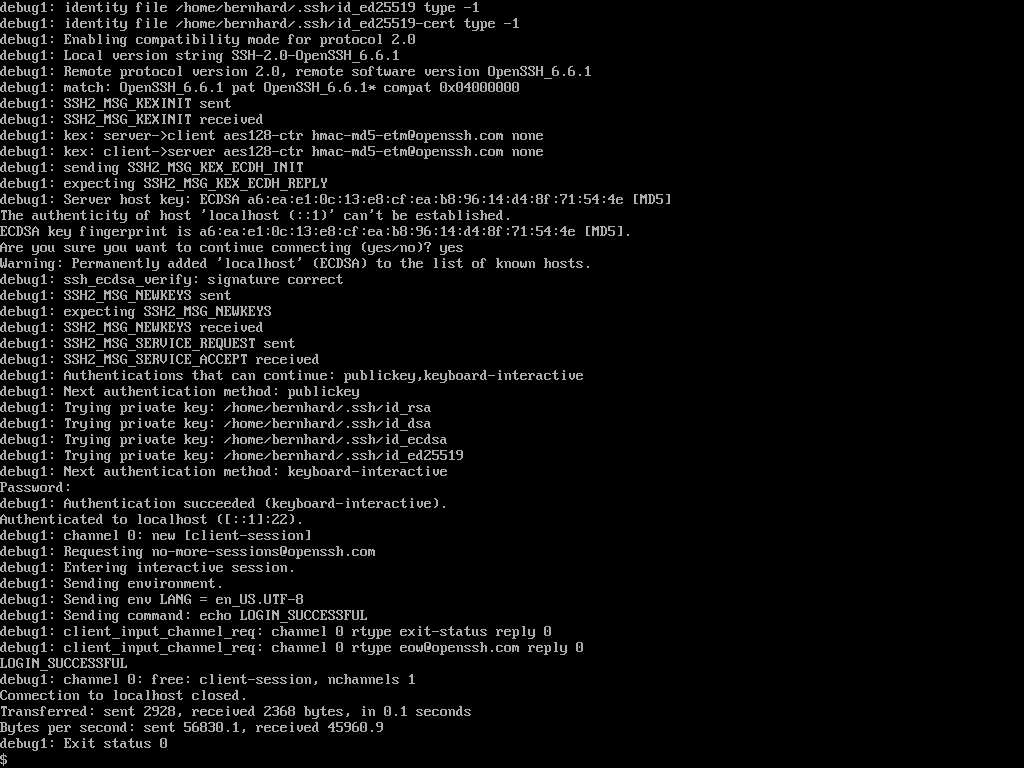 debug1: identity file /home/bernhard/.ssh/id_ed25519 type -1
debug1: identity file /home/bernhard/.ssh/id_ed25519-cert type -1
debug1: Enabling compatibility mode for protocol 2.0
debug1: Local version string SSH-2.0-OpenSSH_6.6.1
debug1: Remote protocol version 2.0, remote software version OpenSSH_6.6.1
debug1: match: OpenSSH_6.6.1 pat OpenSSH_6.6.1* compat 0x04000000
debug1: SSH2_MSG_KEXINIT sent
debug1: SSH2_MSG_KEXINIT received
debug1: kex: server->client aes128-ctr hmac-md5-etm@openssh.com none
debug1: kex: client->server aes128-ctr hmac-md5-etm@openssh.com none
debug1: sending SSH2_MSG_KEX_ECDH_INIT
debug1: expecting SSH2_MSG_KEX_ECDH_REPLY
debug1: Server host key: ECDSA a6:ea:e1:0c:13:e8:cf:ea:b8:96:14:d4:8f:71:54:4e [MD5]
The authenticity of host 'localhost (::1)' can't be established.
ECDSA key fingerprint is a6:ea:e1:0c:13:e8:cf:ea:b8:96:14:d4:8f:71:54:4e [MD5].
Are you sure you want to continue connecting (yes/no)? yes
Warning: Permanently added 'localhost' (ECDSA) to the list of known hosts.
debug1: ssh_ecdsa_verify: signature correct
debug1: SSH2_MSG_NEWKEYS sent
debug1: expecting SSH2_MSG_NEWKEYS
debug1: SSH2_MSG_NEWKEYS received
debug1: SSH2_MSG_SERVICE_REQUEST sent
debug1: SSH2_MSG_SERVICE_ACCEPT received
debug1: Authentications that can continue: publickey,keyboard-interactive
debug1: Next authentication method: publickey
debug1: Trying private key: /home/bernhard/.ssh/id_rsa
debug1: Trying private key: /home/bernhard/.ssh/id_dsa
debug1: Trying private key: /home/bernhard/.ssh/id_ecdsa
debug1: Trying private key: /home/bernhard/.ssh/id_ed25519
debug1: Next authentication method: keyboard-interactive
Password:
debug1: Authentication succeeded (keyboard-interactive).
Authenticated to localhost ([::1]:22).
debug1: channel 0: new [client-session]
debug1: Requesting no-more-sessions@openssh.com
debug1: Entering interactive session.
debug1: Sending environment.
debug1: Sending env LANG = en_US.UTF-8
debug1: Sending command: echo LOGIN_SUCCESSFUL
debug1: client_input_channel_req: channel 0 rtype exit-status reply 0
debug1: client_input_channel_req: channel 0 rtype eow@openssh.com reply 0
LOGIN_SUCCESSFUL
debug1: channel 0: free: client-session, nchannels 1
Connection to localhost closed.
Transferred: sent 2928, received 2368 bytes, in 0.1 seconds
Bytes per second: sent 56830.1, received 45960.9
debug1: Exit status 0
$